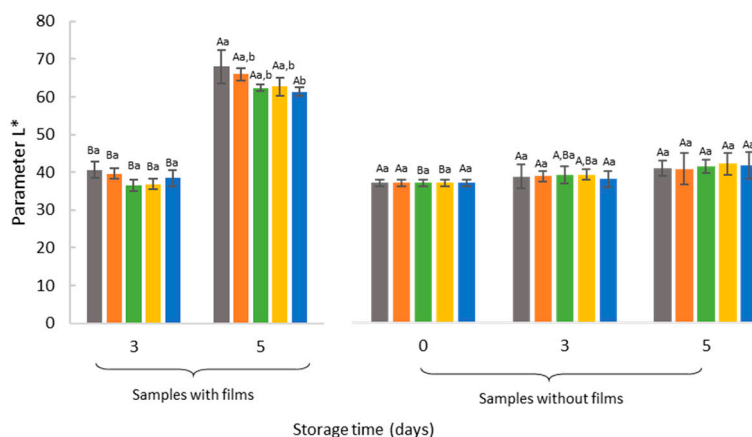 Parameter L*
80
70
60
50
40
30
20
10
0
Ba Ba Ba Ba Ba
Aa Aa,b Aa,b Aa,b Ab
Aa Aa Ba Ba Aa
Aa Aa A,Ba A,Ba Aa
Aa Aa Aa Aa Aa
3 5 0 3 5
Samples with films Samples without films
Storage time (days)